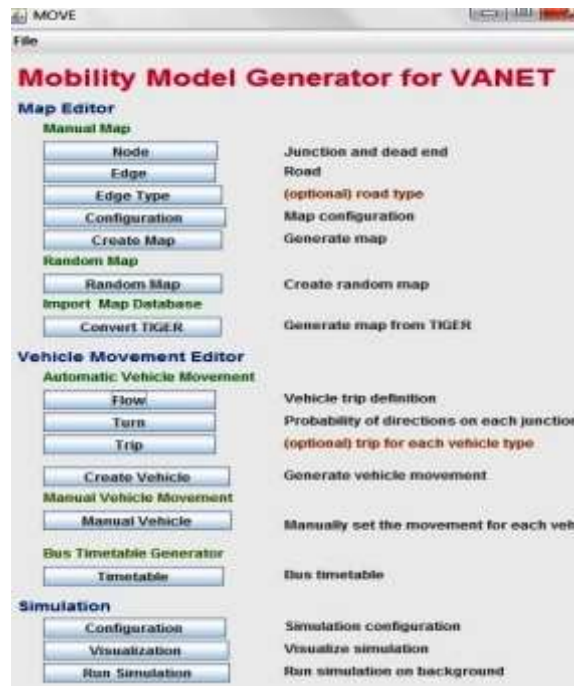 MOVE
File
Mobility Model Generator for VANET
Map Editor
Manual Map
Node Junction and dead end
Edge Road
Edge Type (optional) road type
Configuration Map configuration
Create Map Generate map
Random Map
Random Map Create random map
Import Map Database
Convert TIGER Generate map from TIGER
Vehicle Movement Editor
Automatic Vehicle Movement
Flow Vehicle trip definition
Turn Probability of directions on each junction
Trip (optional) trip for each vehicle type
Create Vehicle Generate vehicle movement
Manual Vehicle Movement
Manual Vehicle Manually set the movement for each veh
Bus Timetable Generator
Timetable Bus timetable
Simulation
Configuration Simulation configuration
Visualization Visualize simulation
Run Simulation Run simulation on background